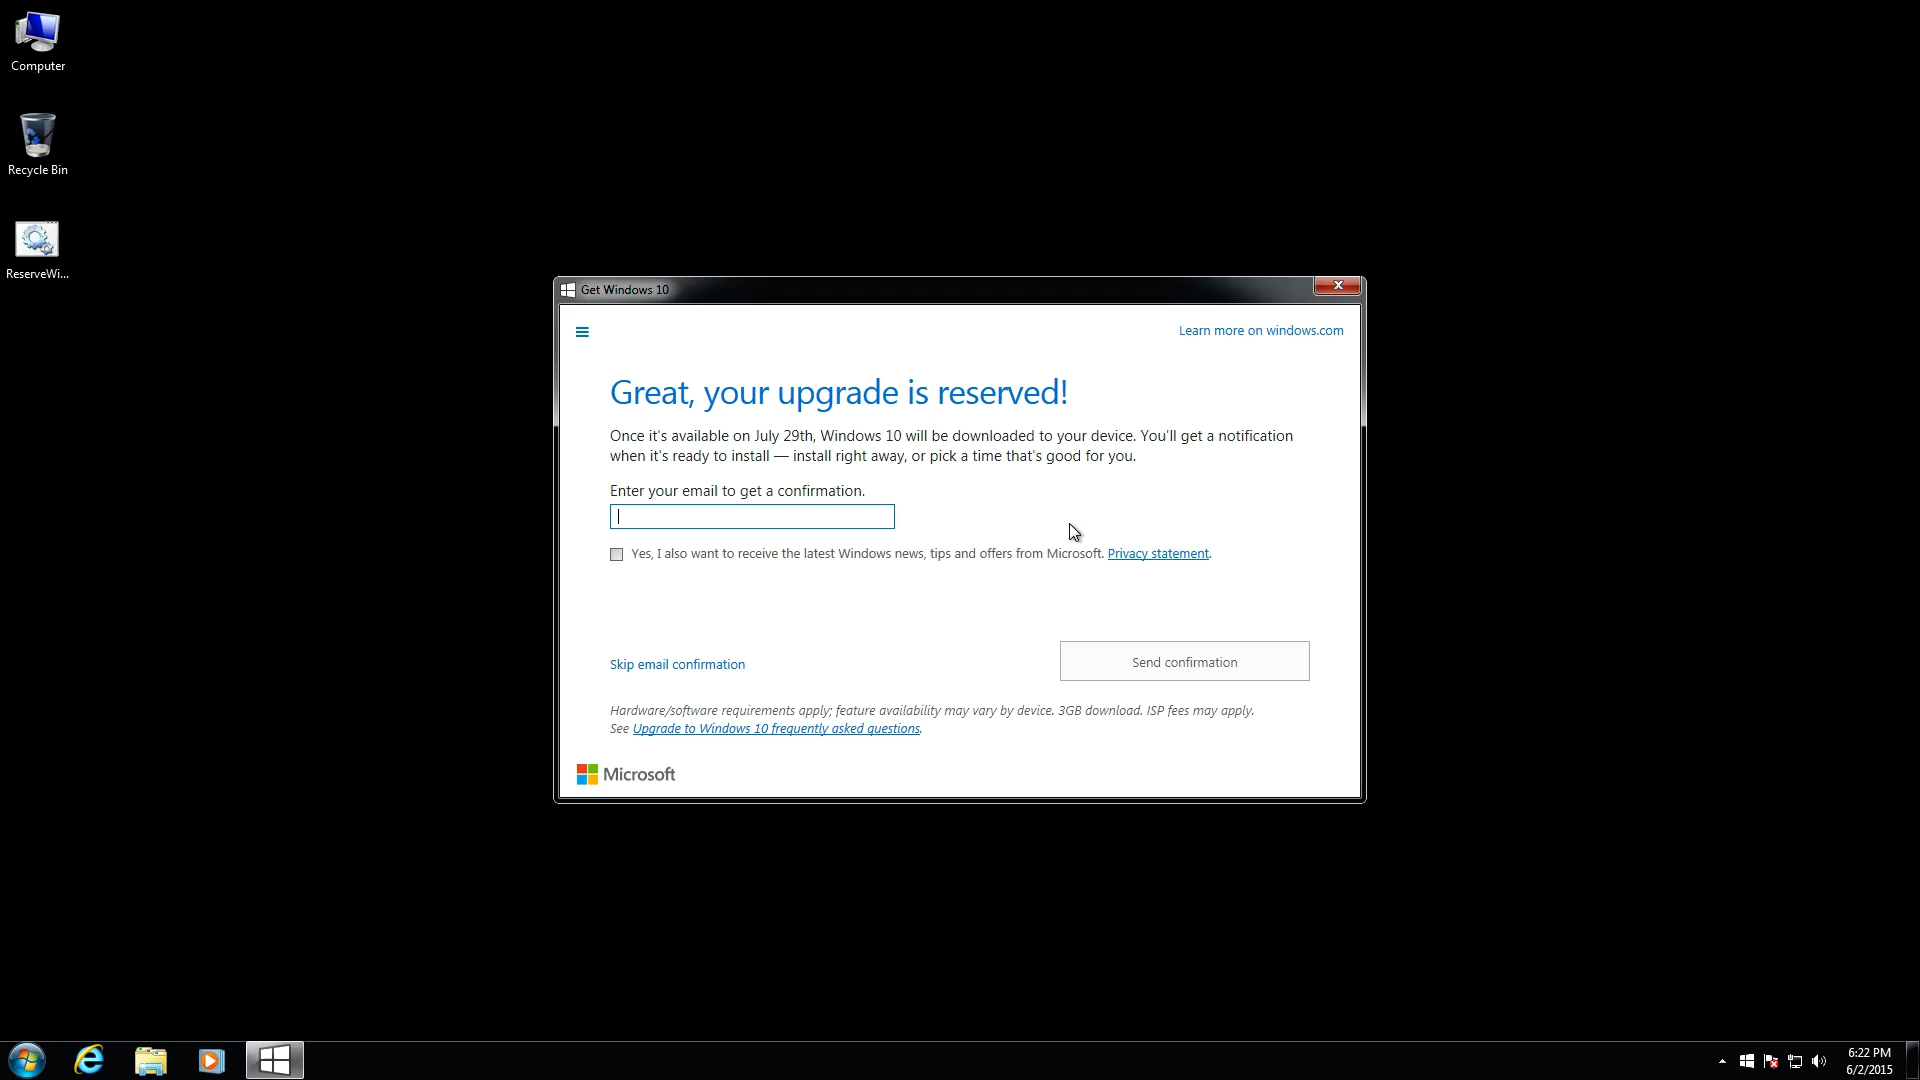 Computer
Recycle Bin
ReserveWi...
Get Windows 10
Learn more on windows.com
Great, your upgrade is reserved!
Once it's available on July 29th, Windows 10 will be downloaded to your device. You'll get a notification
when it's ready to install — install right away, or pick a time that's good for you.
Enter your email to get a confirmation.
Yes, I also want to receive the latest Windows news, tips and offers from Microsoft. Privacy statement.
Skip email confirmation
Send confirmation
Hardware/software requirements apply; feature availability may vary by device. 3GB download. ISP fees may apply.
See Upgrade to Windows 10 frequently asked questions.
Microsoft
6:22 PM
6/2/2015